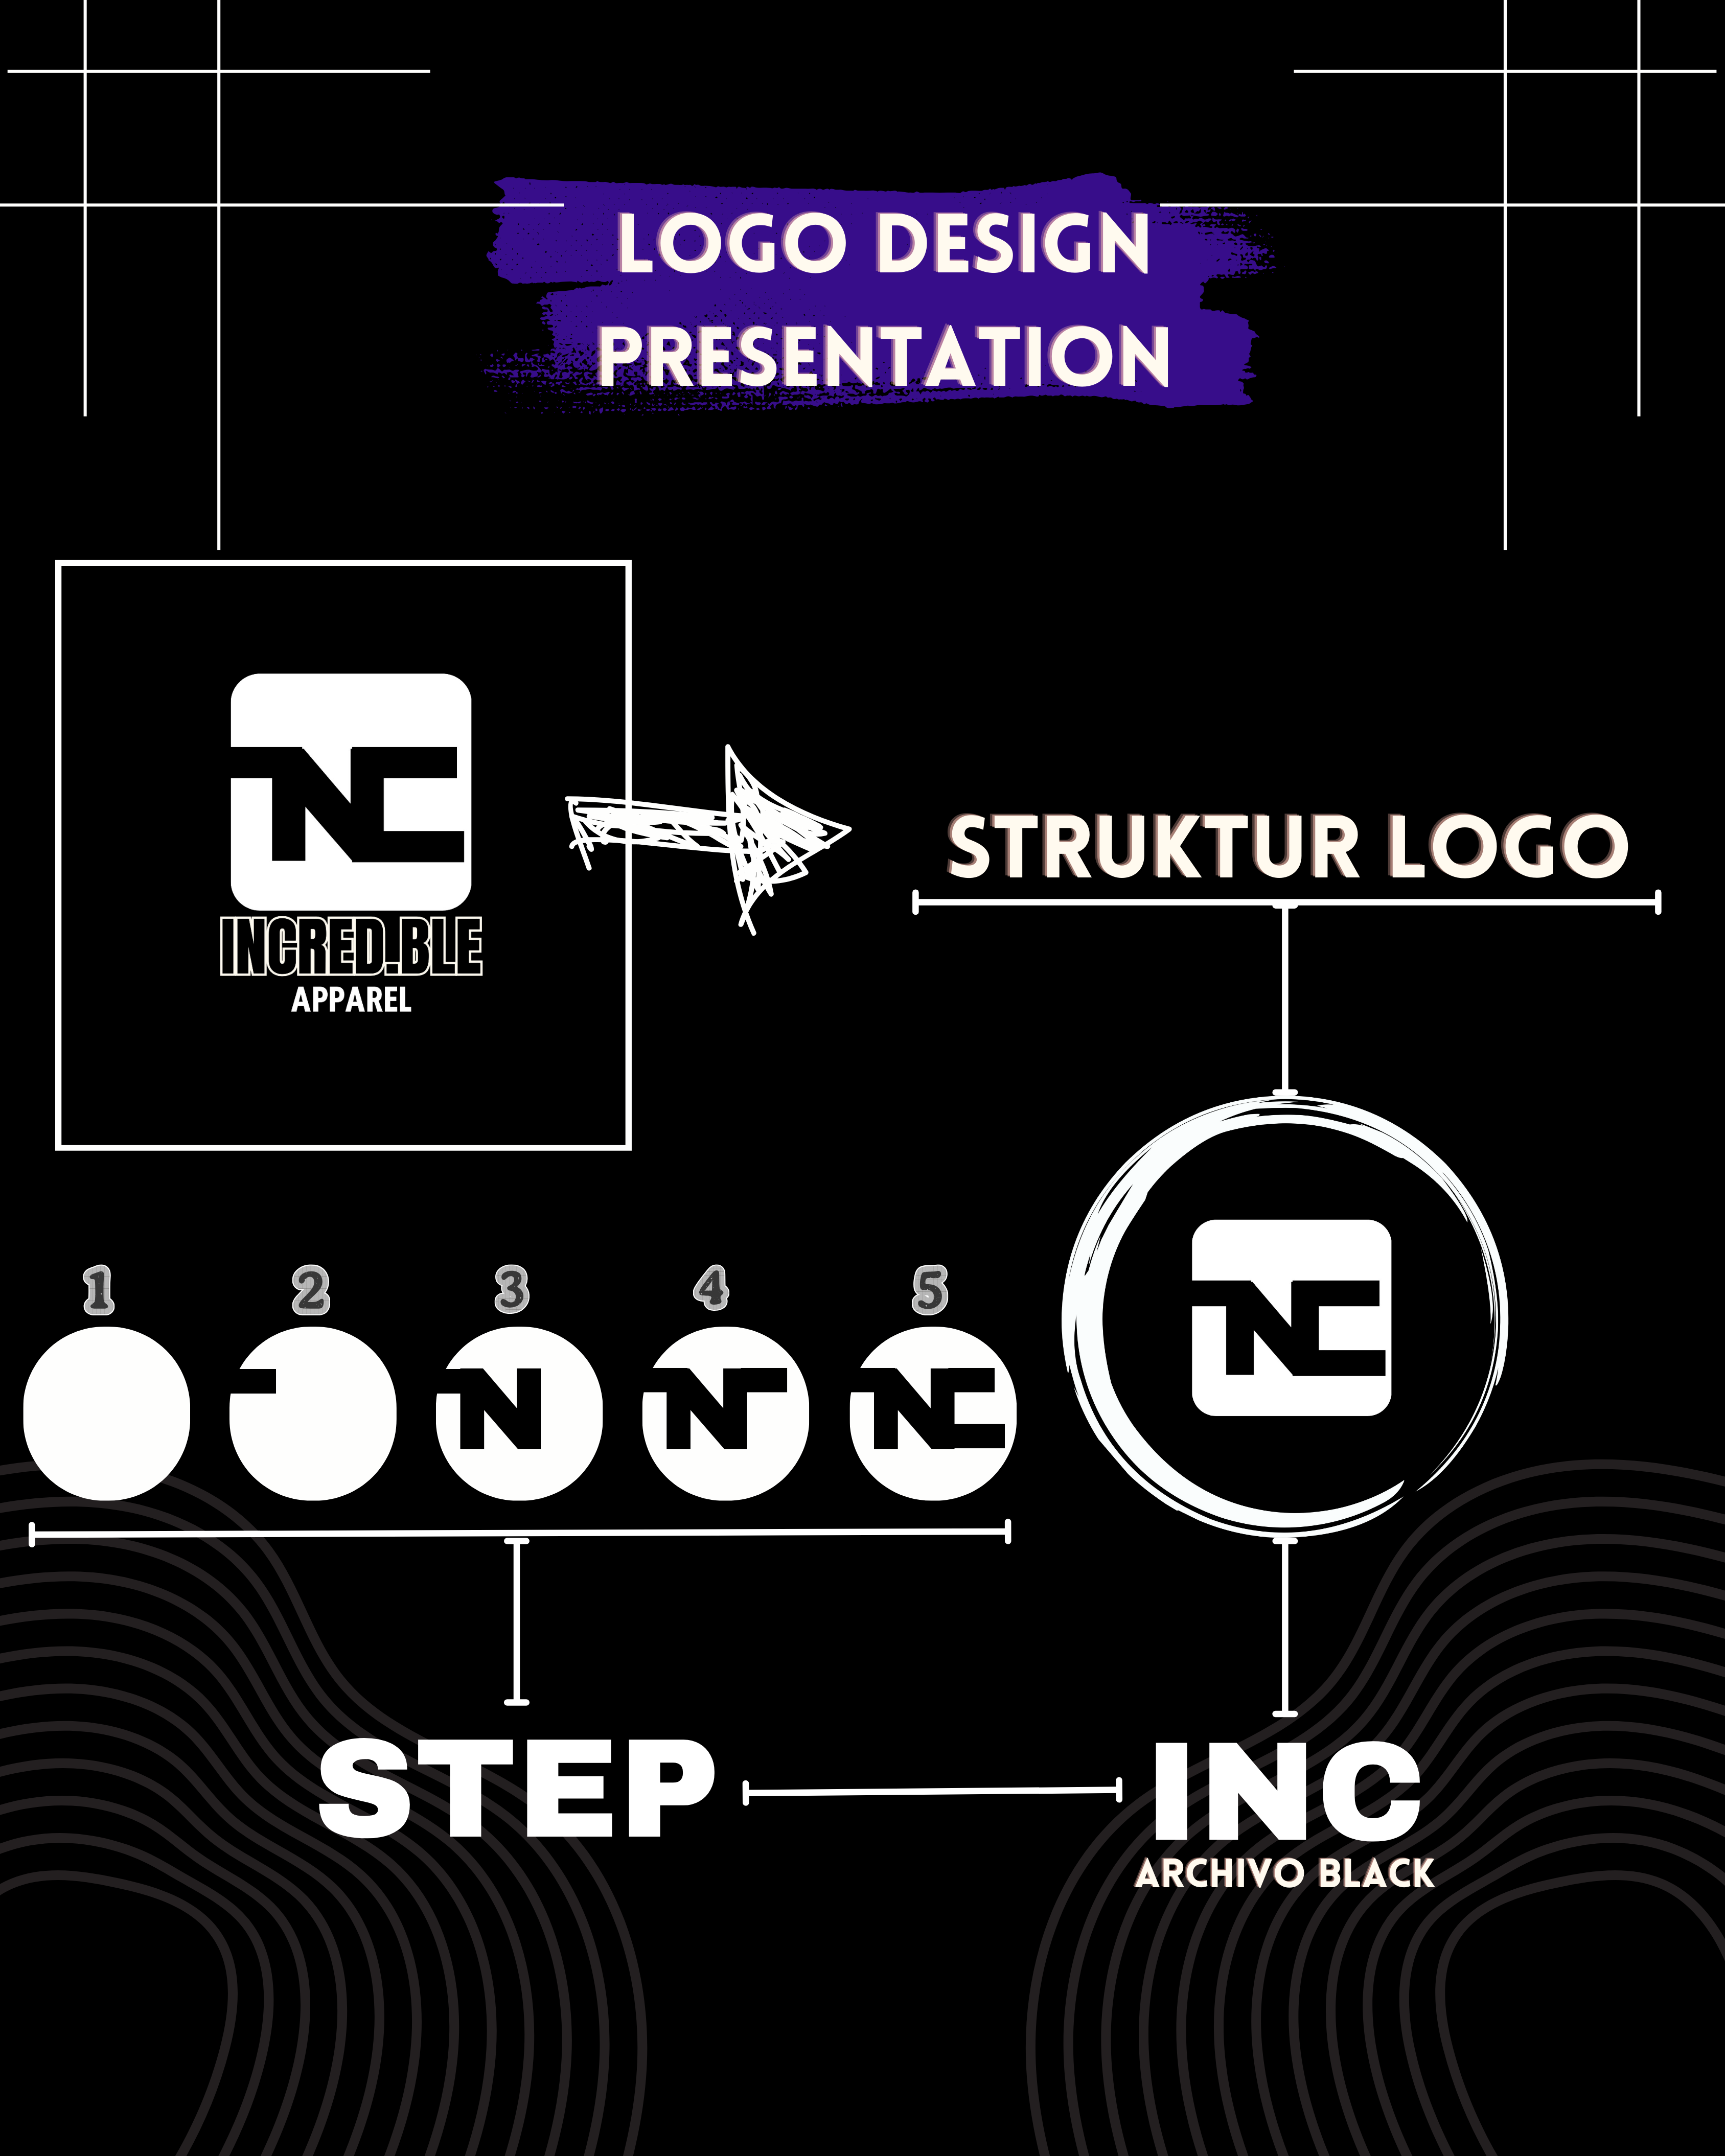 LOGO DESIGN
PRESENTATION
INCRED.BLE
APPAREL
STRUKTUR LOGO
1 2 3 4 5
STEP
INC
ARCHIVO BLACK